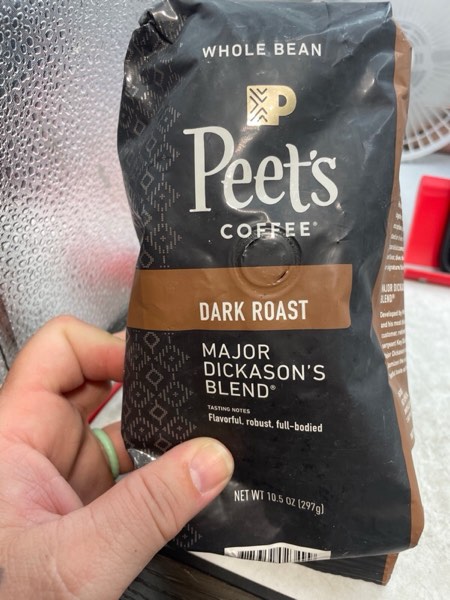 WHOLE BEAN
P
Peet's
COFFEE®
DARK ROAST
MAJOR
DICKASON'S
BLEND®
TASTING NOTES
Flavorful, robust, full-bodied
NET WT 10.5 OZ (297g)